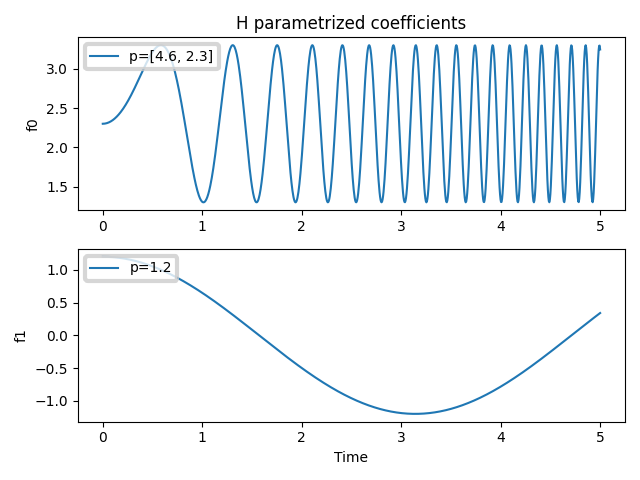 H parametrized coefficients
p=[4.6, 2.3]
f0
3.0
2.5
2.0
1.5
0 1 2 3 4 5
p=1.2
f1
1.0
0.5
0.0
−0.5
−1.0
0 1 2 3 4 5
Time